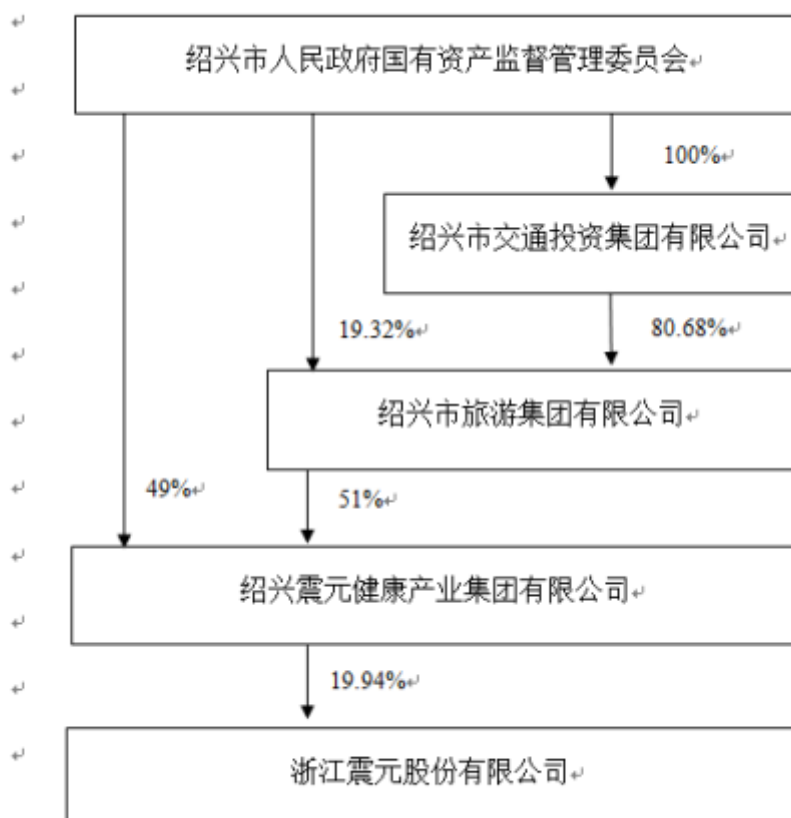 绍兴市人民政府国有资产监督管理委员会
100%
绍兴市交通投资集团有限公司
19.32%
80.68%
绍兴市旅游集团有限公司
49%
51%
绍兴震元健康产业集团有限公司
19.94%
浙江震元股份有限公司